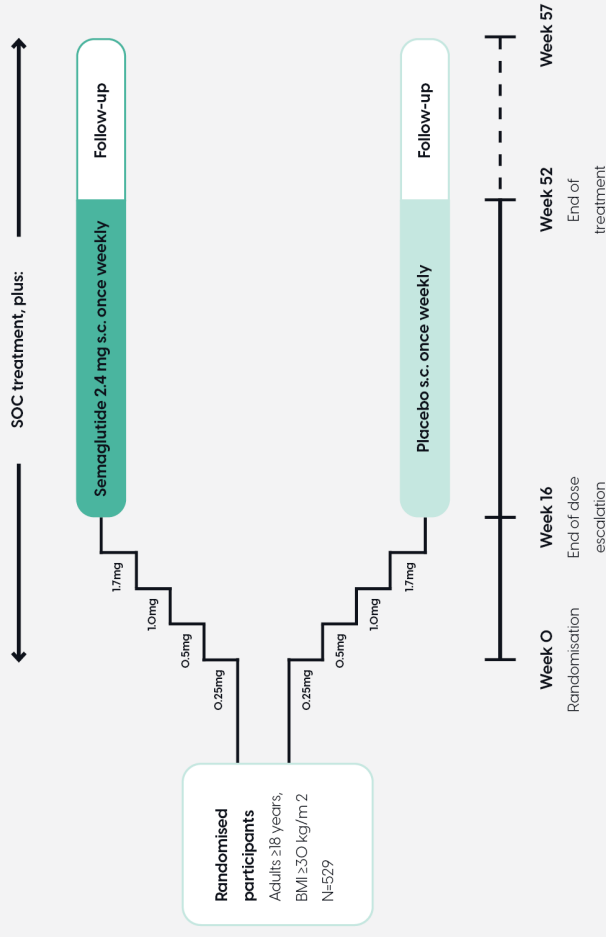 SOC treatment, plus:
Randomised
participants
Adults ≥18 years,
BMI ≥30 kg/m 2
N=529
0.25mg
0.5mg
1.0mg
1.7mg
Semaglutide 2.4 mg s.c. once weekly
Follow-up
0.25mg
0.5mg
1.0mg
1.7mg
Placebo s.c. once weekly
Follow-up
Week 0
Randomisation
Week 16
End of dose
escalation
Week 52
End of
treatment
Week 57